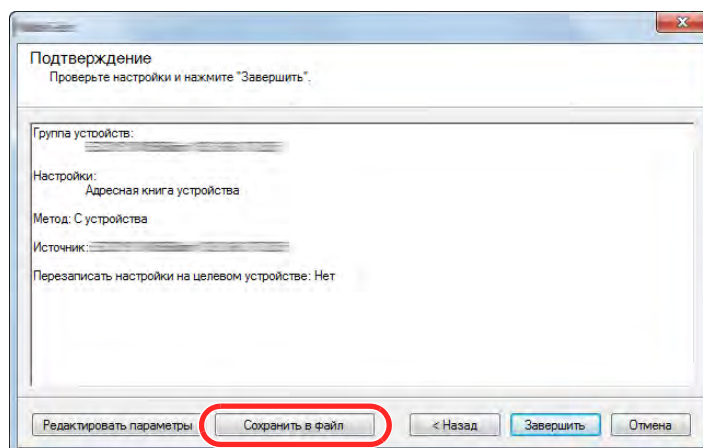 Подтверждение
Проверьте настройки и нажмите "Завершить".
Группа устройств:
Настройки:
Адресная книга устройства
Метод: С устройства
Источник:
Перезаписать настройки на целевом устройстве: Нет
Редактировать параметры Сохранить в файл < Назад Завершить Отмена